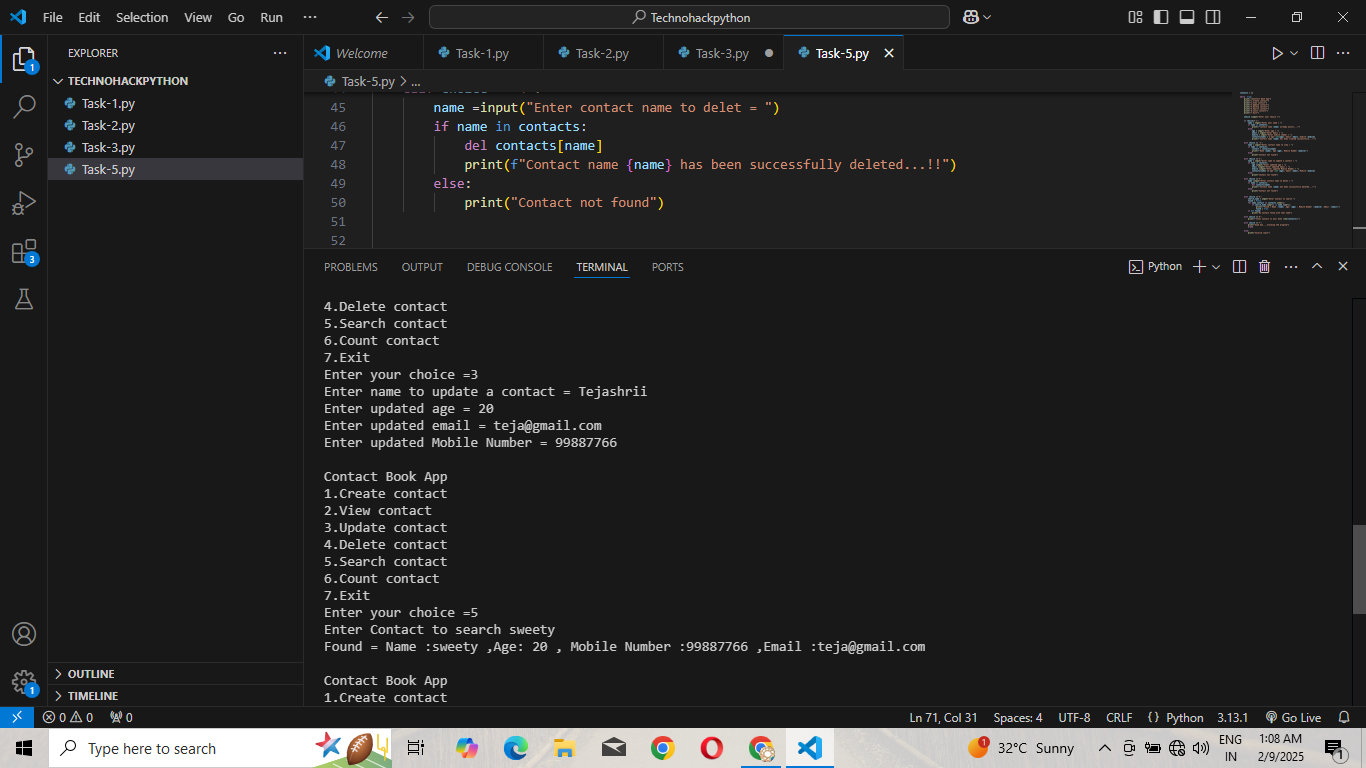 File Edit Selection View Go Run ... Technohackpython
EXPLORER
TECHNOHACKPYTHON
Task-1.py
Task-2.py
Task-3.py
Task-5.py
OUTLINE
TIMELINE
Welcome Task-1.py Task-2.py Task-3.py Task-5.py
Task-5.py > ...
45 name =input("Enter contact name to delet = ")
46 if name in contacts:
47 del contacts[name]
48 print(f"Contact name {name} has been successfully deleted...!!")
49 else:
50 print("Contact not found")
51
52
PROBLEMS OUTPUT DEBUG CONSOLE TERMINAL PORTS Python
4.Delete contact
5.Search contact
6.Count contact
7.Exit
Enter your choice =3
Enter name to update a contact = Tejashrii
Enter updated age = 20
Enter updated email = teja@gmail.com
Enter updated Mobile Number = 99887766
Contact Book App
1.Create contact
2.View contact
3.Update contact
4.Delete contact
5.Search contact
6.Count contact
7.Exit
Enter your choice =5
Enter Contact to search sweety
Found = Name :sweety ,Age: 20 , Mobile Number :99887766 ,Email :teja@gmail.com
Contact Book App
1.Create contact
0 0 0 Ln 71, Col 31 Spaces: 4 UTF-8 CRLF {} Python 3.13.1 Go Live
Type here to search 32°C Sunny ENG IN 1:08 AM 2/9/2025